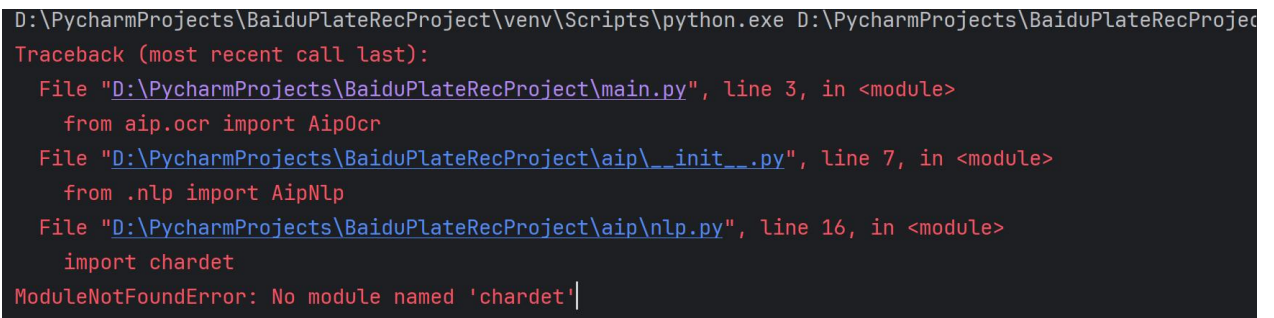 D:\PycharmProjects\BaiduPlateRecProject\venv\Scripts\python.exe D:\PycharmProjects\BaiduPlateRecProjec
Traceback (most recent call last):
  File "D:\PycharmProjects\BaiduPlateRecProject\main.py", line 3, in <module>
    from aip.ocr import AipOcr
  File "D:\PycharmProjects\BaiduPlateRecProject\aip\__init__.py", line 7, in <module>
    from .nlp import AipNlp
  File "D:\PycharmProjects\BaiduPlateRecProject\aip\nlp.py", line 16, in <module>
    import chardet
ModuleNotFoundError: No module named 'chardet'